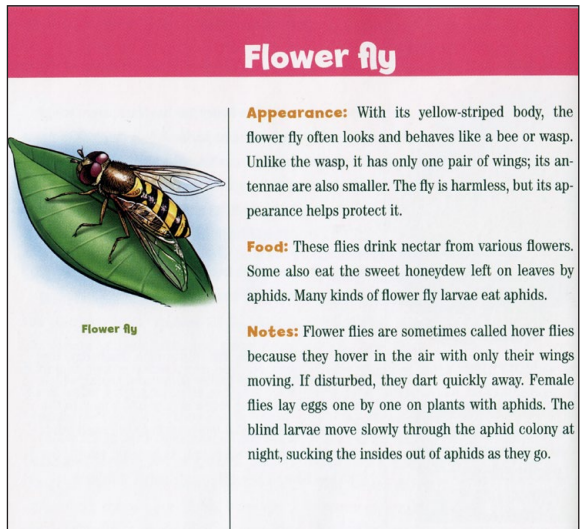 Flower fly
Appearance: With its yellow-striped body, the
flower fly often looks and behaves like a bee or wasp.
Unlike the wasp, it has only one pair of wings; its an-
tennae are also smaller. The fly is harmless, but its ap-
pearance helps protect it.
Food: These flies drink nectar from various flowers.
Some also eat the sweet honeydew left on leaves by
aphids. Many kinds of flower fly larvae eat aphids.
Notes: Flower flies are sometimes called hover flies
because they hover in the air with only their wings
moving. If disturbed, they dart quickly away. Female
flies lay eggs one by one on plants with aphids. The
blind larvae move slowly through the aphid colony at
night, sucking the insides out of aphids as they go.
Flower fly